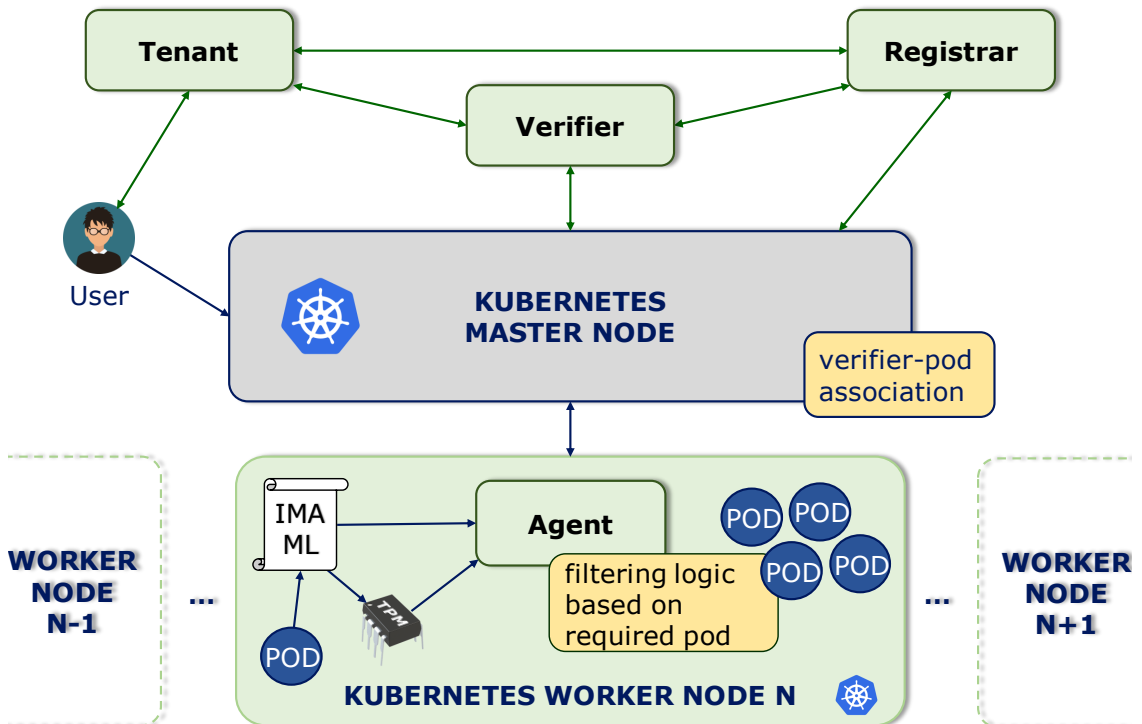 Tenant
Registrar
Verifier
User
KUBERNETES
MASTER NODE
verifier-pod
association
WORKER
NODE
N-1
...
IMA
ML
Agent
POD
POD
POD
POD
filtering logic
based on
required pod
TPM
POD
KUBERNETES WORKER NODE N
...
WORKER
NODE
N+1